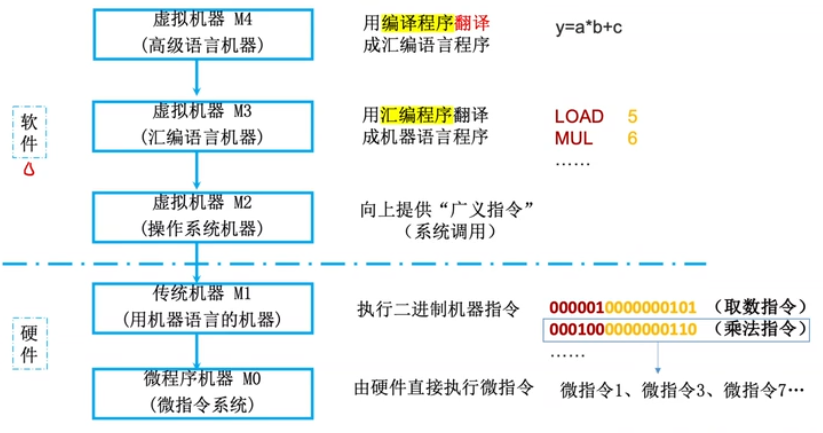 虚拟机器 M4
(高级语言机器)
用编译程序翻译
成汇编语言程序
y=a*b+c
软
件
虚拟机器 M3
(汇编语言机器)
用汇编程序翻译
成机器语言程序
LOAD 5
MUL 6
……
虚拟机器 M2
(操作系统机器)
向上提供“广义指令”
（系统调用）
硬
件
传统机器 M1
(用机器语言的机器)
执行二进制机器指令
0000010000000101 （取数指令）
0001000000000110 （乘法指令）
……
微程序机器 M0
(微指令系统)
由硬件直接执行微指令
微指令1、微指令3、微指令7…